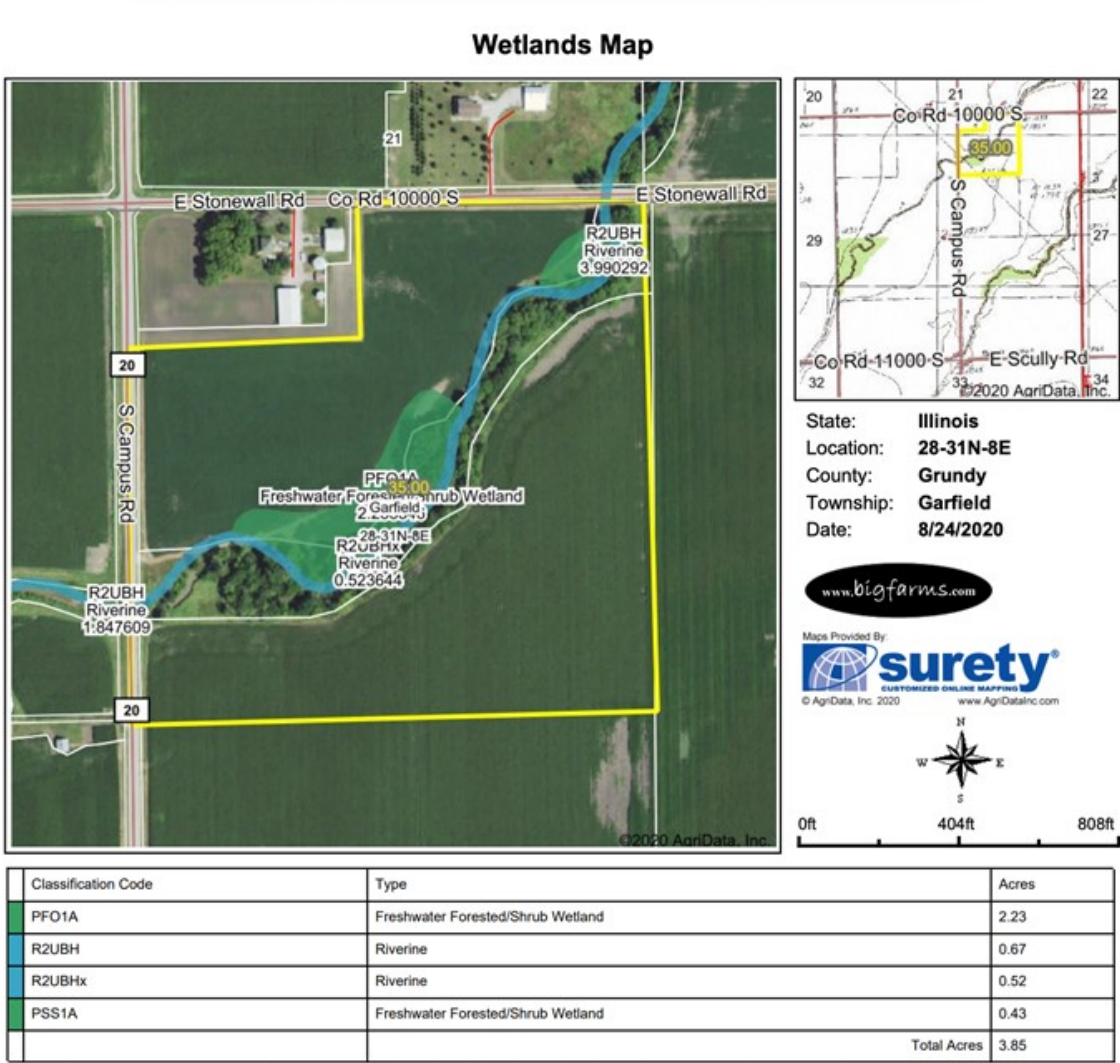 Wetlands Map
21
E Stonewall Rd
Co Rd 10000 S
E Stonewall Rd
R2UBH
Riverine
3.990292
20
S Campus Rd
PFO1A
35.00
Freshwater Forested/Shrub Wetland
Garfield
28-31N-8E
R2UBHx
Riverine
0.523644
R2UBH
Riverine
1.847609
20
©2020 AgriData, Inc.
20
21
22
Co Rd 10000 S
35.00
S Campus Rd
29
27
Co Rd 11000 S
E Scully Rd
32
33
34
©2020 AgriData, Inc.
State: Illinois
Location: 28-31N-8E
County: Grundy
Township: Garfield
Date: 8/24/2020
www.bigfarms.com
Maps Provided By:
surety®
CUSTOMIZED ONLINE MAPPING
© AgriData, Inc. 2020 www.AgriDataInc.com
N
W E
S
0ft 404ft 808ft
Classification Code Type Acres
PFO1A Freshwater Forested/Shrub Wetland 2.23
R2UBH Riverine 0.67
R2UBHx Riverine 0.52
PSS1A Freshwater Forested/Shrub Wetland 0.43
Total Acres 3.85